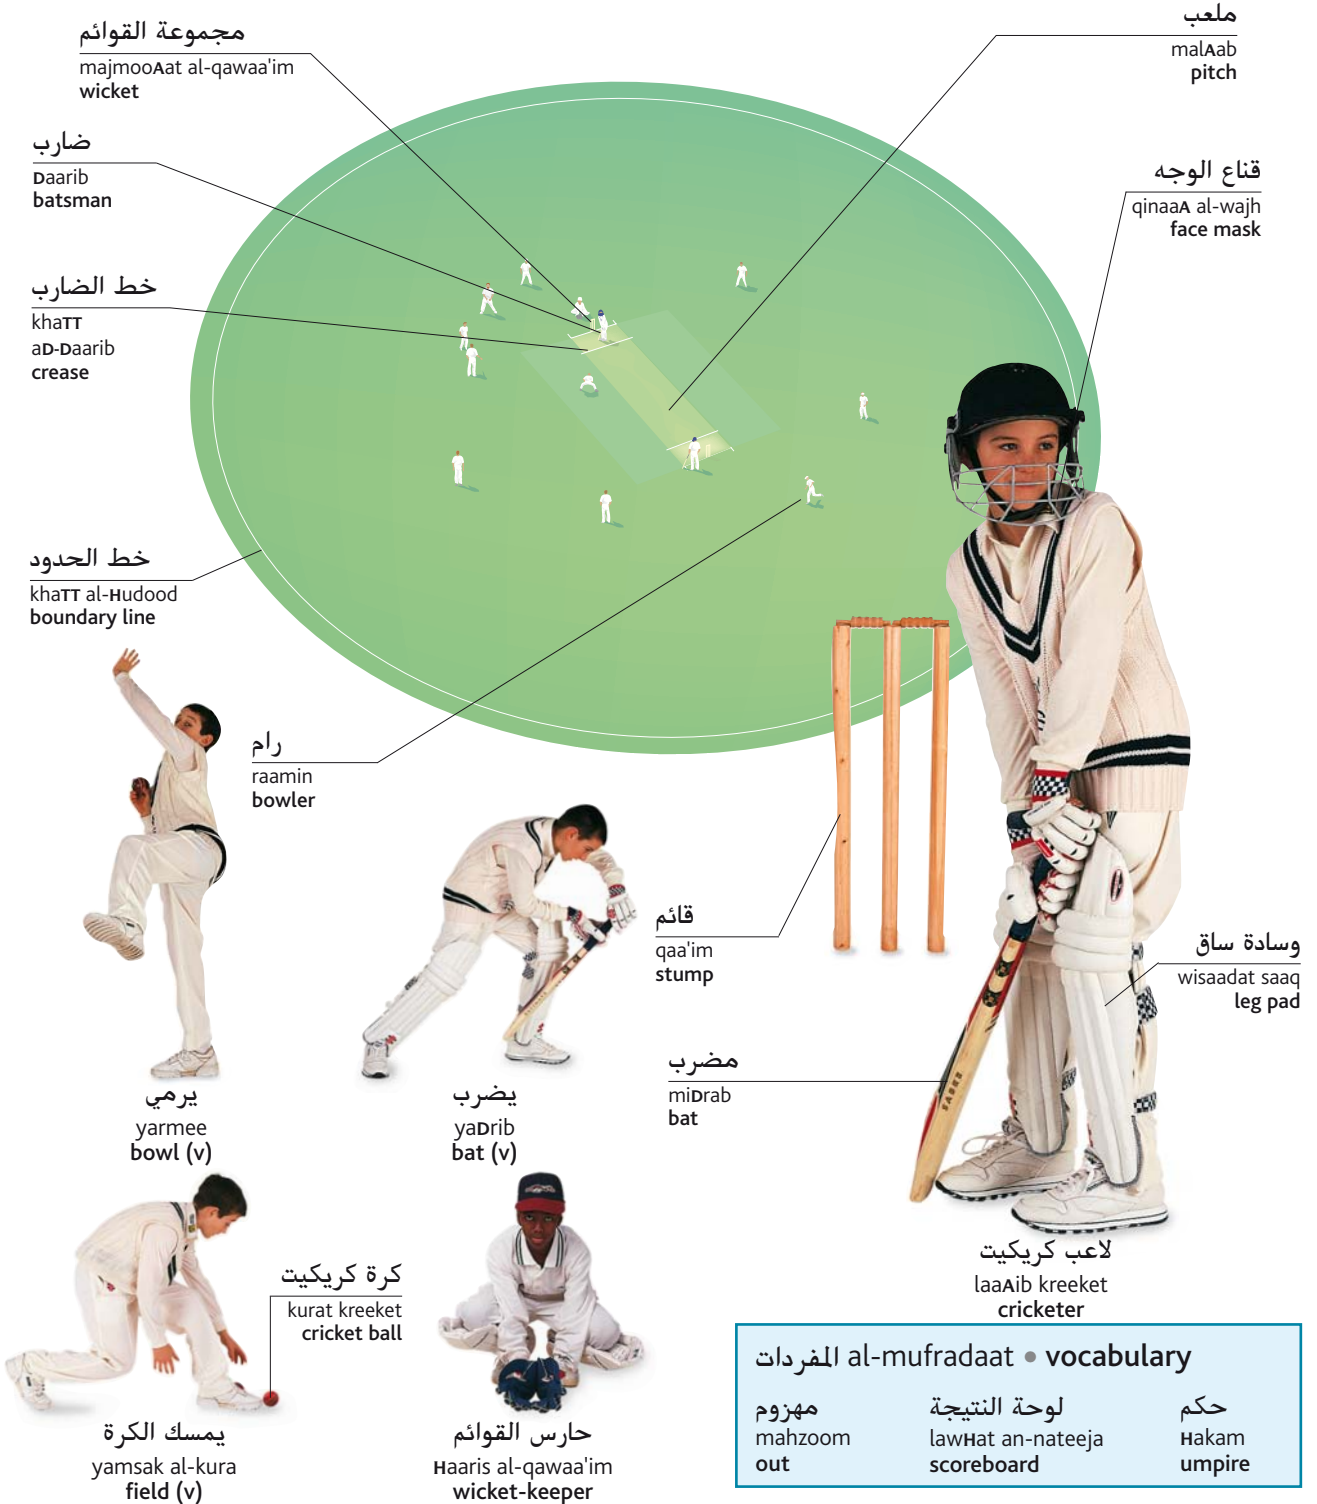 مجموعة القوائم
majmooAat al-qawaa'im
wicket
ملعب
malAab
pitch
ضارب
Daarib
batsman
قناع الوجه
qinaaA al-wajh
face mask
خط الضارب
khaTT
aD-Daarib
crease
خط الحدود
khaTT al-Hudood
boundary line
رام
raamin
bowler
قائم
qaa'im
stump
وسادة ساق
wisaadat saaq
leg pad
مضرب
miDrab
bat
SABER
يرمي
yarmee
bowl (v)
يضرب
yaDrib
bat (v)
لاعب كريكيت
laaAib kreeket
cricketer
كرة كريكيت
kurat kreeket
cricket ball
يمسك الكرة
yamsak al-kura
field (v)
حارس القوائم
Haaris al-qawaa'im
wicket-keeper
المفردات al-mufradaat • vocabulary
مهزوم
mahzoom
out
لوحة النتيجة
lawHat an-nateeja
scoreboard
حكم
Hakam
umpire